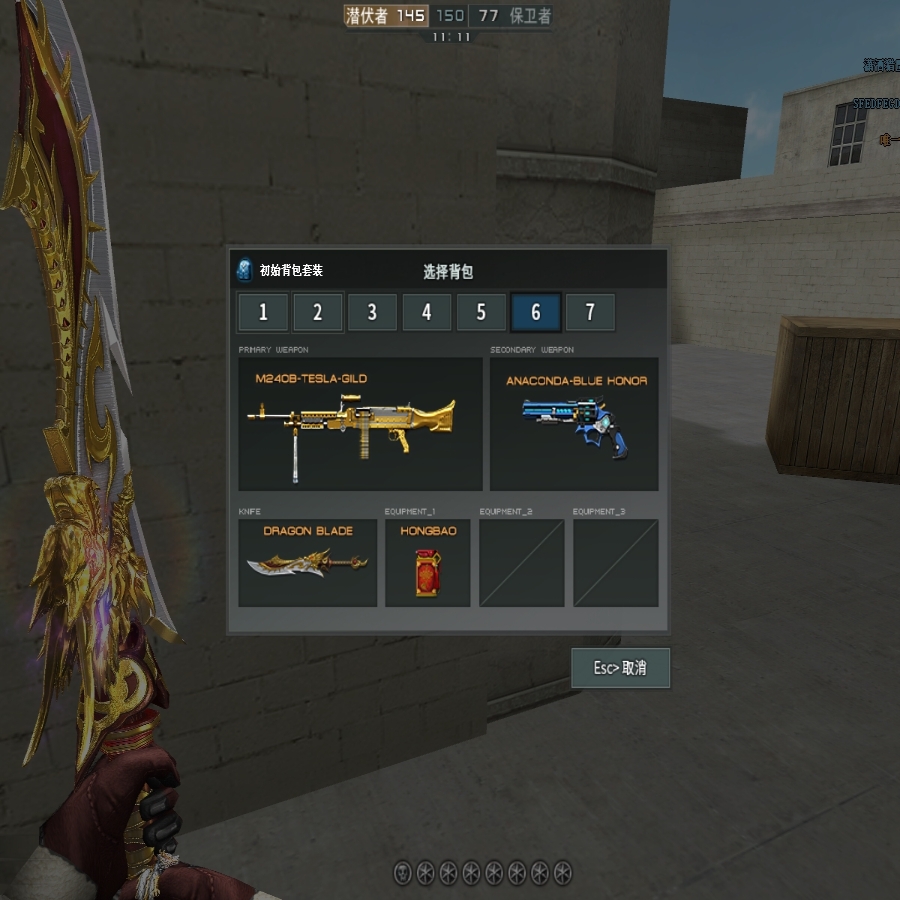 潜伏者 145 150 77 保卫者
11:11
初始背包套装
选择背包
1 2 3 4 5 6 7
PRIMARY WEAPON
SECONDARY WEAPON
M240B-TESLA-GILD
ANACONDA-BLUE HONOR
KNIFE
EQUIPMENT_1
EQUIPMENT_2
EQUIPMENT_3
DRAGON BLADE
HONGBAO
Esc>取消